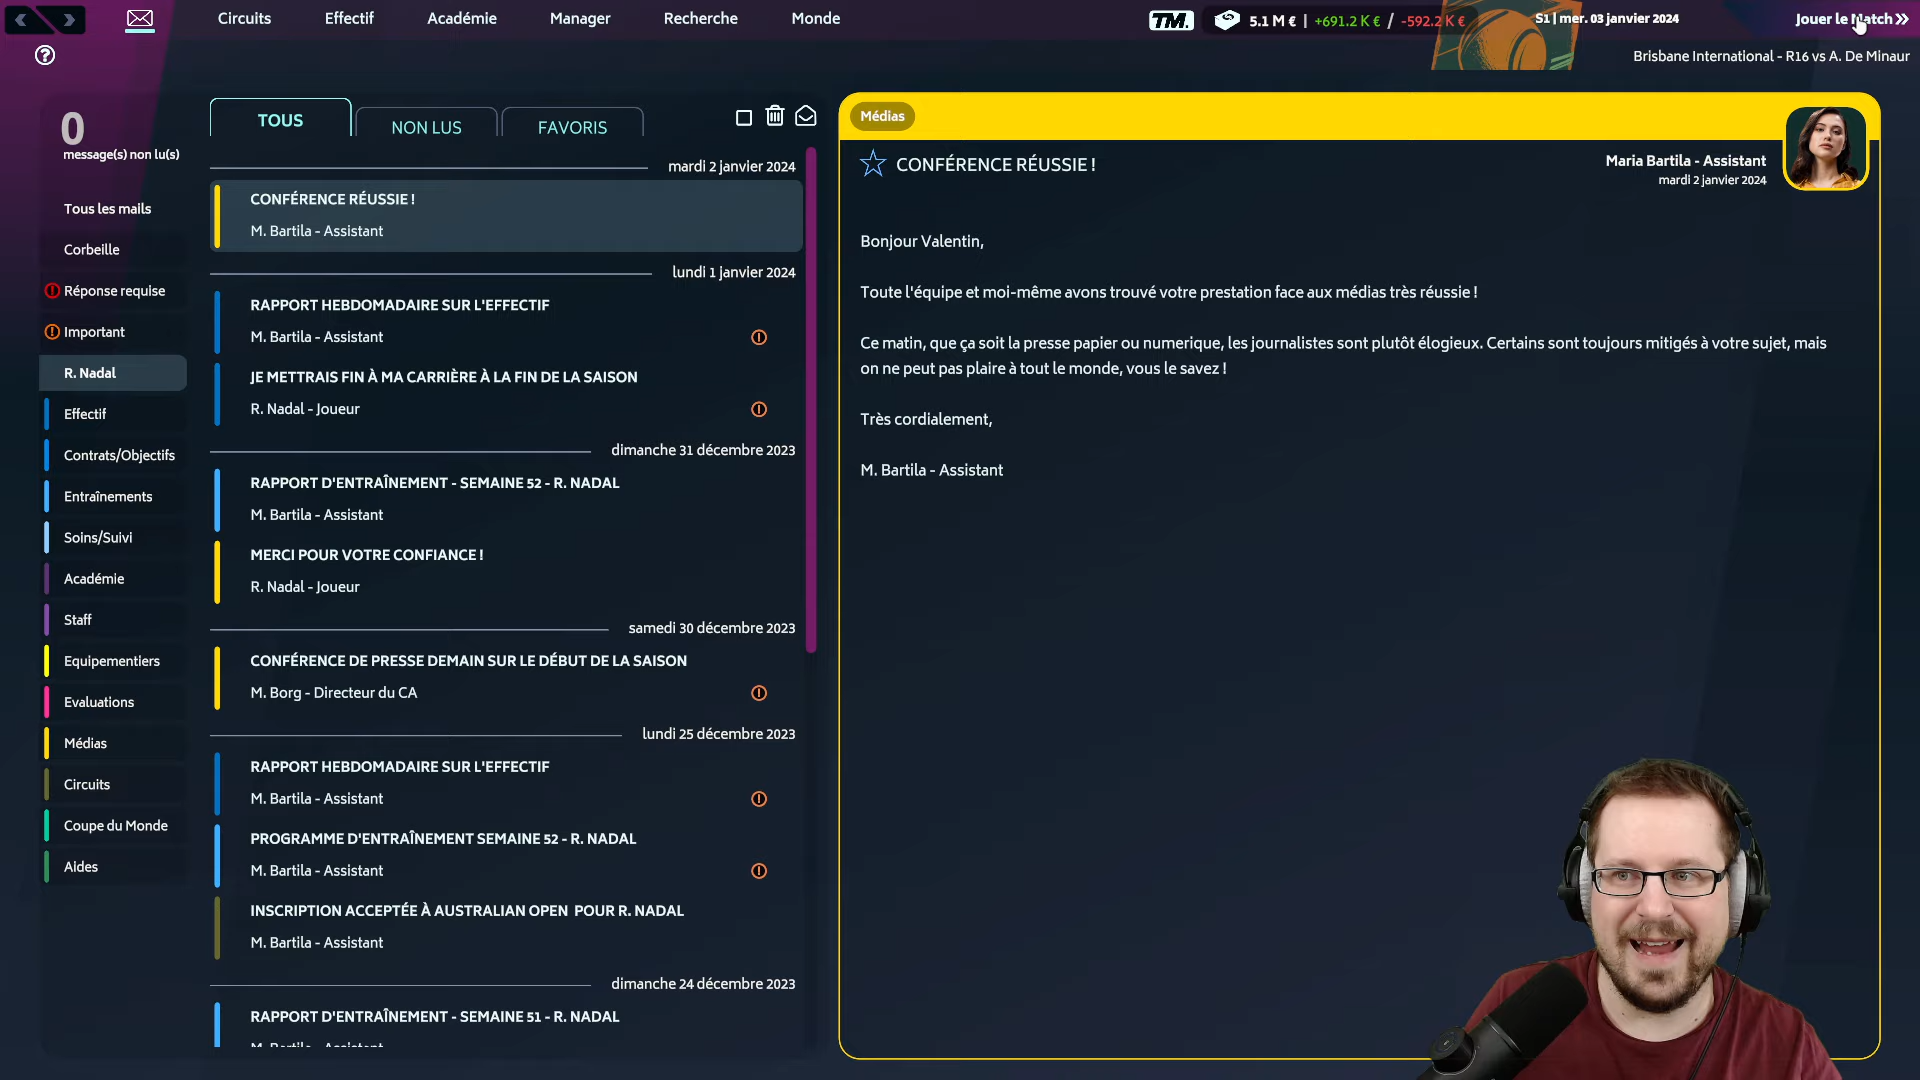 Circuits
Effectif
Académie
Manager
Recherche
Monde
TM.
5.1 M € | +691.2 K € / -592.2 K €
S1 | mer. 03 janvier 2024
Jouer le Match
Brisbane International - R16 vs A. De Minaur
0
message(s) non lu(s)
Tous les mails
Corbeille
Réponse requise
Important
R. Nadal
Effectif
Contrats/Objectifs
Entraînements
Soins/Suivi
Académie
Staff
Equipementiers
Evaluations
Médias
Circuits
Coupe du Monde
Aides
TOUS
NON LUS
FAVORIS
mardi 2 janvier 2024
CONFÉRENCE RÉUSSIE !
M. Bartila - Assistant
lundi 1 janvier 2024
RAPPORT HEBDOMADAIRE SUR L'EFFECTIF
M. Bartila - Assistant
JE METTRAIS FIN À MA CARRIÈRE À LA FIN DE LA SAISON
R. Nadal - Joueur
dimanche 31 décembre 2023
RAPPORT D'ENTRAÎNEMENT - SEMAINE 52 - R. NADAL
M. Bartila - Assistant
MERCI POUR VOTRE CONFIANCE !
R. Nadal - Joueur
samedi 30 décembre 2023
CONFÉRENCE DE PRESSE DEMAIN SUR LE DÉBUT DE LA SAISON
M. Borg - Directeur du CA
lundi 25 décembre 2023
RAPPORT HEBDOMADAIRE SUR L'EFFECTIF
M. Bartila - Assistant
PROGRAMME D'ENTRAÎNEMENT SEMAINE 52 - R. NADAL
M. Bartila - Assistant
INSCRIPTION ACCEPTÉE À AUSTRALIAN OPEN POUR R. NADAL
M. Bartila - Assistant
dimanche 24 décembre 2023
RAPPORT D'ENTRAÎNEMENT - SEMAINE 51 - R. NADAL
M. Bartila - Assistant
Médias
CONFÉRENCE RÉUSSIE !
Maria Bartila - Assistant
mardi 2 janvier 2024
Bonjour Valentin,
Toute l'équipe et moi-même avons trouvé votre prestation face aux médias très réussie !
Ce matin, que ça soit la presse papier ou numerique, les journalistes sont plutôt élogieux. Certains sont toujours mitigés à votre sujet, mais
on ne peut pas plaire à tout le monde, vous le savez !
Très cordialement,
M. Bartila - Assistant